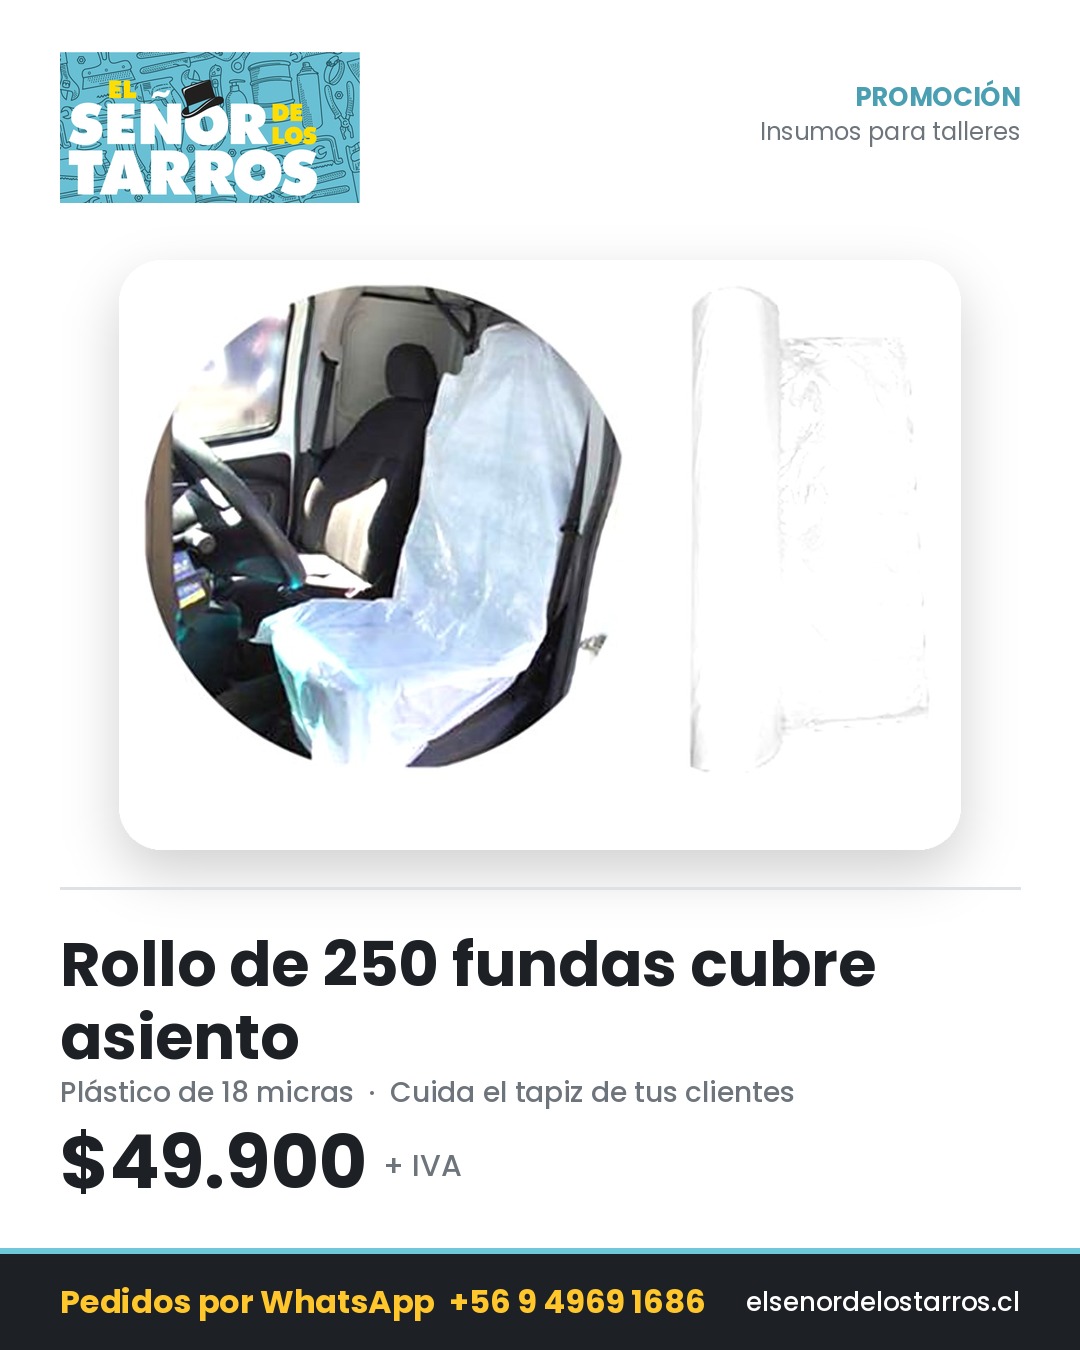 EL
SEÑOR DE LOS
TARROS
PROMOCIÓN
Insumos para talleres
Rollo de 250 fundas cubre
asiento
Plástico de 18 micras · Cuida el tapiz de tus clientes
$49.900 + IVA
Pedidos por WhatsApp +56 9 4969 1686 elsenordelostarros.cl